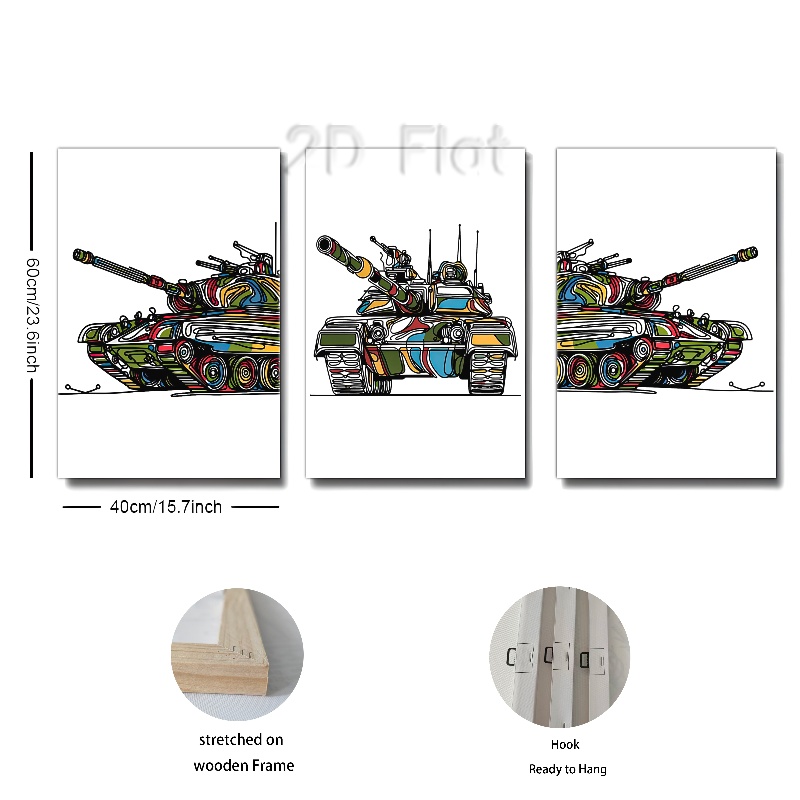 2D Flat
60cm/23.6inch
40cm/15.7inch
stretched on
wooden Frame
Hook
Ready to Hang